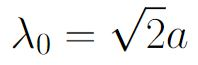 λ₀ = √2a